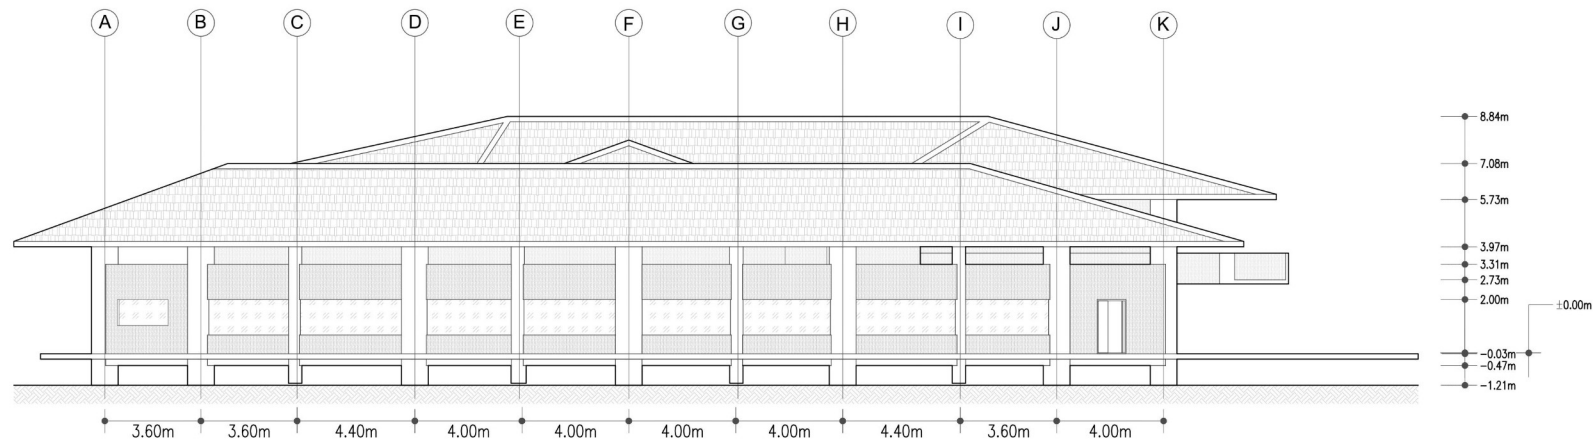 A B C D E F G H I J K
8.84m
7.08m
5.73m
3.97m
3.31m
2.73m
2.00m
±0.00m
-0.03m
-0.47m
-1.21m
3.60m 3.60m 4.40m 4.00m 4.00m 4.00m 4.00m 4.40m 3.60m 4.00m